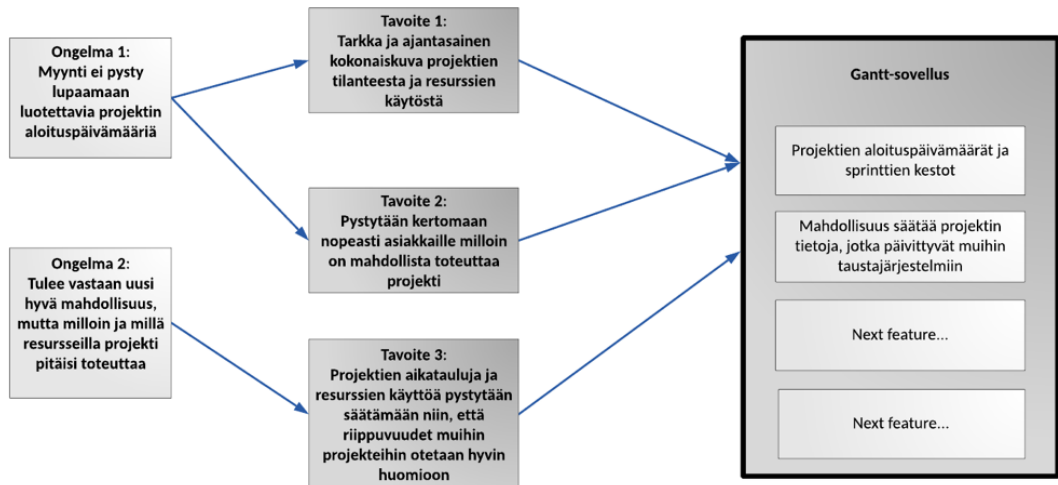 Ongelma 1:
Myynti ei pysty
lupaamaan
luotettavia projektin
aloituspäivämääriä
Ongelma 2:
Tulee vastaan uusi
hyvä mahdollisuus,
mutta milloin ja millä
resursseilla projekti
pitäisi toteuttaa
Tavoite 1:
Tarkka ja ajantasainen
kokonaiskuva projektien
tilanteesta ja resurssien
käytöstä
Tavoite 2:
Pystytään kertomaan
nopeasti asiakkaille milloin
on mahdollista toteuttaa
projekti
Tavoite 3:
Projektien aikatauluja ja
resurssien käyttöä pystytään
säätämään niin, että
riippuvuudet muihin
projekteihin otetaan hyvin
huomioon
Gantt-sovellus
Projektien aloituspäivämäärät ja
sprinttien kestot
Mahdollisuus säätää projektin
tietoja, jotka päivittyvät muihin
taustajärjestelmiin
Next feature...
Next feature...